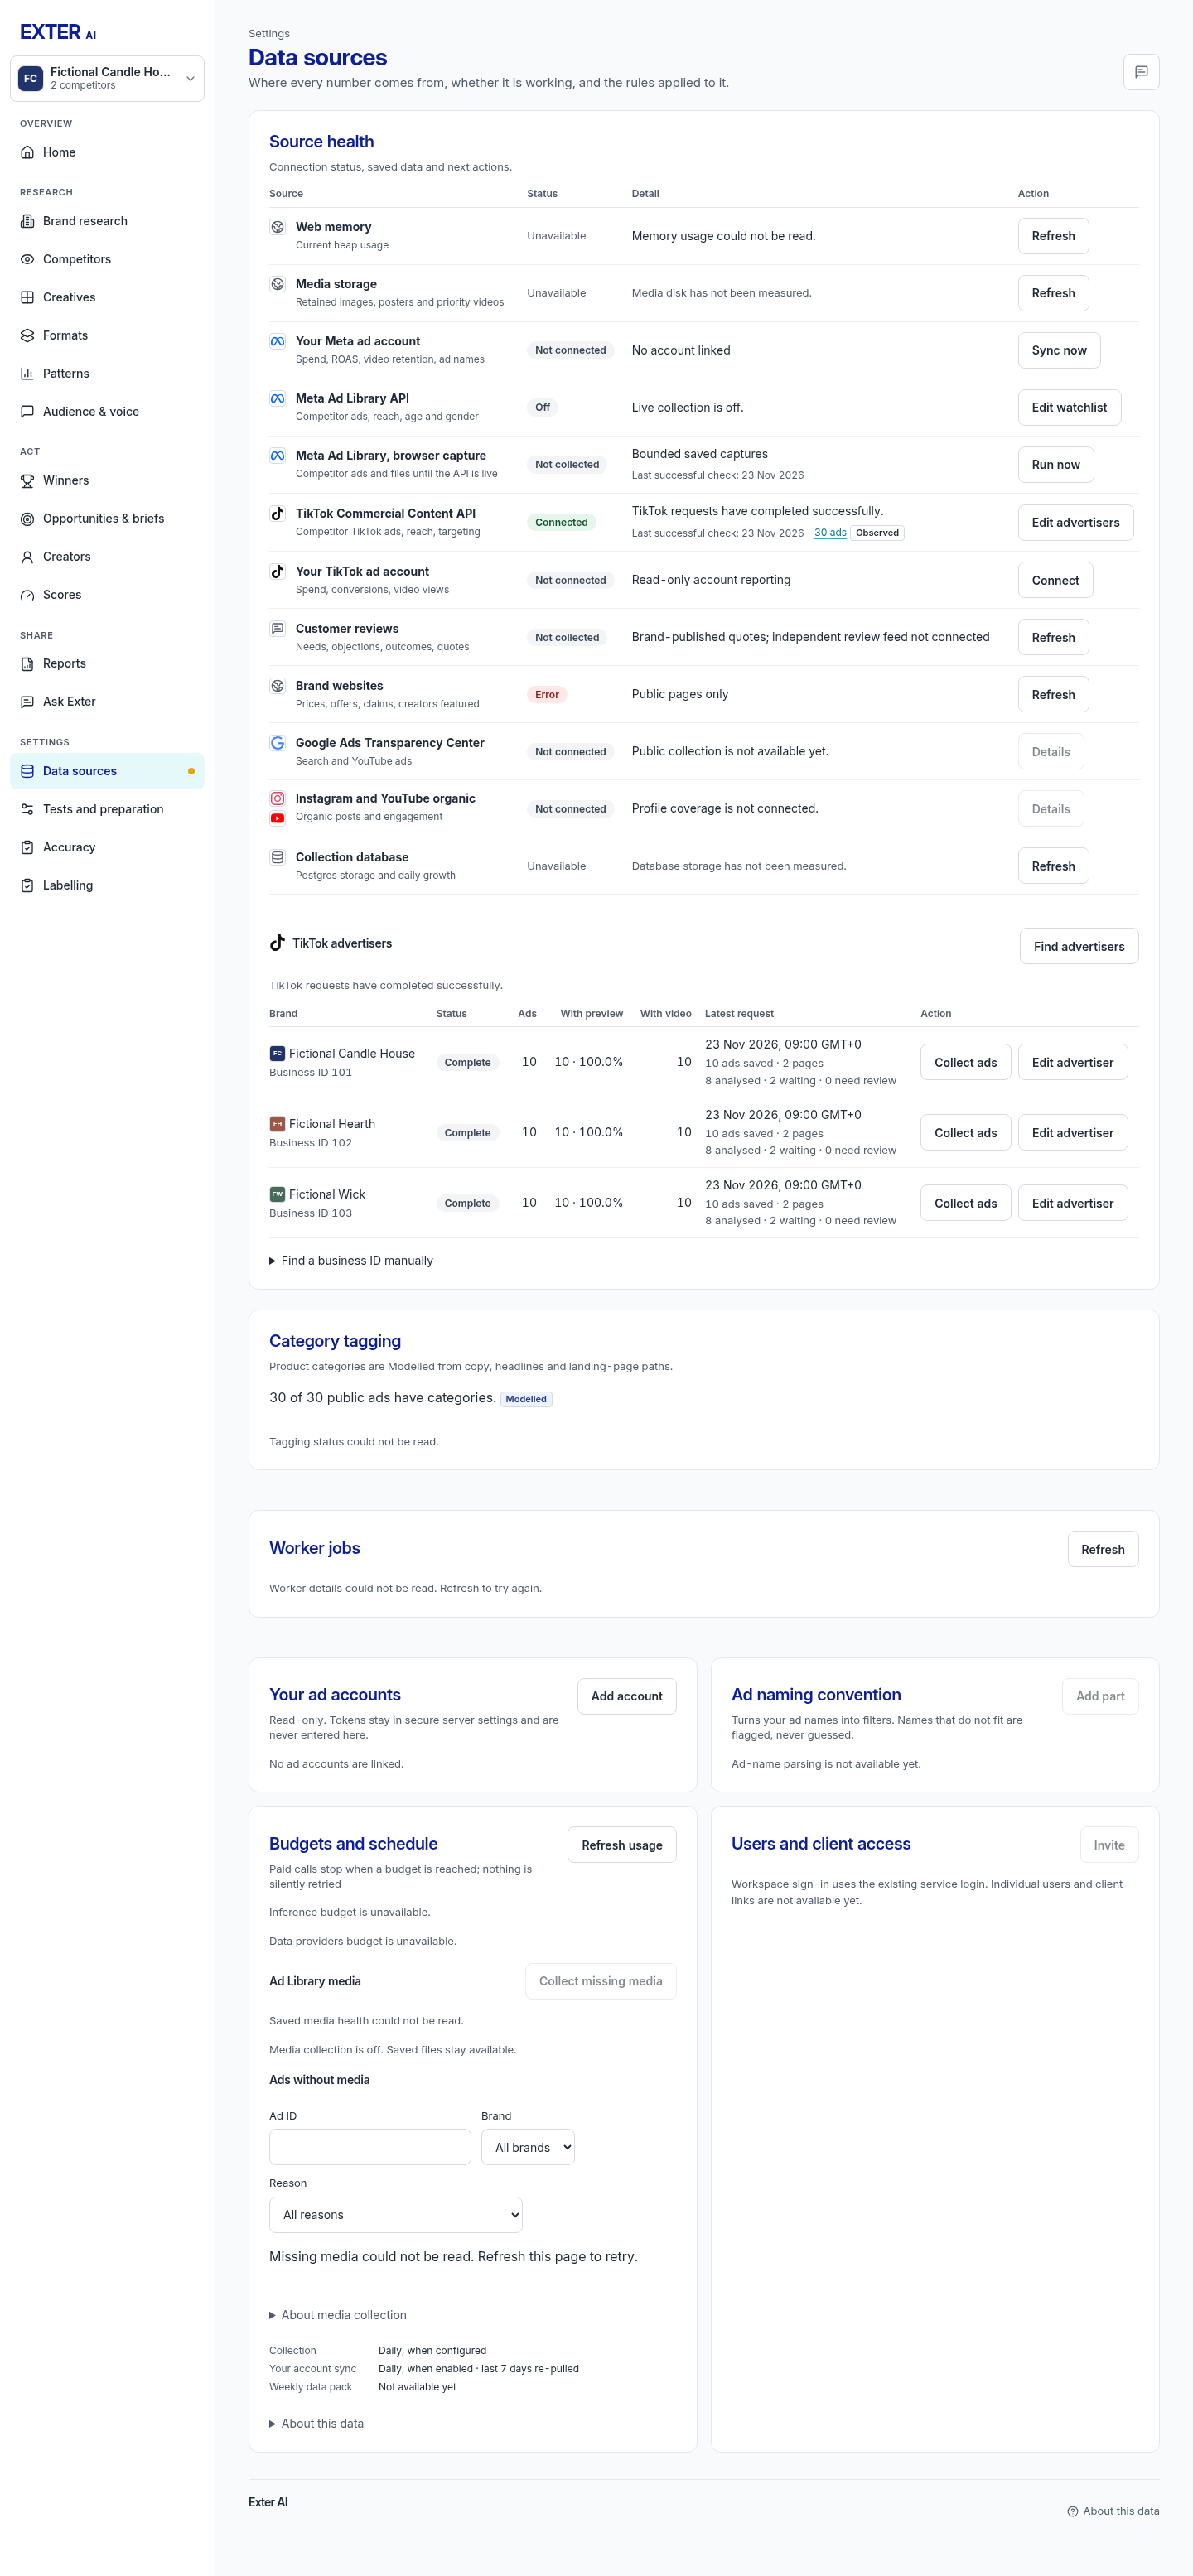 EXTER AI
FC
Fictional Candle Ho...
2 competitors
OVERVIEW
Home
RESEARCH
Brand research
Competitors
Creatives
Formats
Patterns
Audience & voice
ACT
Winners
Opportunities & briefs
Creators
Scores
SHARE
Reports
Ask Exter
SETTINGS
Data sources
Tests and preparation
Accuracy
Labelling
Settings
Data sources
Where every number comes from, whether it is working, and the rules applied to it.
Source health
Connection status, saved data and next actions.
Source Status Detail Action
Web memory
Current heap usage
Unavailable
Memory usage could not be read.
Refresh
Media storage
Retained images, posters and priority videos
Unavailable
Media disk has not been measured.
Refresh
Your Meta ad account
Spend, ROAS, video retention, ad names
Not connected
No account linked
Sync now
Meta Ad Library API
Competitor ads, reach, age and gender
Off
Live collection is off.
Edit watchlist
Meta Ad Library, browser capture
Competitor ads and files until the API is live
Not collected
Bounded saved captures
Last successful check: 23 Nov 2026
Run now
TikTok Commercial Content API
Competitor TikTok ads, reach, targeting
Connected
TikTok requests have completed successfully.
Last successful check: 23 Nov 2026 30 ads Observed
Edit advertisers
Your TikTok ad account
Spend, conversions, video views
Not connected
Read-only account reporting
Connect
Customer reviews
Needs, objections, outcomes, quotes
Not collected
Brand-published quotes; independent review feed not connected
Refresh
Brand websites
Prices, offers, claims, creators featured
Error
Public pages only
Refresh
Google Ads Transparency Center
Search and YouTube ads
Not connected
Public collection is not available yet.
Details
Instagram and YouTube organic
Organic posts and engagement
Not connected
Profile coverage is not connected.
Details
Collection database
Postgres storage and daily growth
Unavailable
Database storage has not been measured.
Refresh
TikTok advertisers
Find advertisers
TikTok requests have completed successfully.
Brand Status Ads With preview With video Latest request Action
FC Fictional Candle House
Business ID 101
Complete 10 10 · 100.0% 10
23 Nov 2026, 09:00 GMT+0
10 ads saved · 2 pages
8 analysed · 2 waiting · 0 need review
Collect ads Edit advertiser
FH Fictional Hearth
Business ID 102
Complete 10 10 · 100.0% 10
23 Nov 2026, 09:00 GMT+0
10 ads saved · 2 pages
8 analysed · 2 waiting · 0 need review
Collect ads Edit advertiser
FW Fictional Wick
Business ID 103
Complete 10 10 · 100.0% 10
23 Nov 2026, 09:00 GMT+0
10 ads saved · 2 pages
8 analysed · 2 waiting · 0 need review
Collect ads Edit advertiser
Find a business ID manually
Category tagging
Product categories are Modelled from copy, headlines and landing-page paths.
30 of 30 public ads have categories. Modelled
Tagging status could not be read.
Worker jobs
Refresh
Worker details could not be read. Refresh to try again.
Your ad accounts
Add account
Read-only. Tokens stay in secure server settings and are
never entered here.
No ad accounts are linked.
Ad naming convention
Add part
Turns your ad names into filters. Names that do not fit are
flagged, never guessed.
Ad-name parsing is not available yet.
Budgets and schedule
Refresh usage
Paid calls stop when a budget is reached; nothing is
silently retried
Inference budget is unavailable.
Data providers budget is unavailable.
Ad Library media
Collect missing media
Saved media health could not be read.
Media collection is off. Saved files stay available.
Ads without media
Ad ID Brand
All brands
Reason
All reasons
Missing media could not be read. Refresh this page to retry.
About media collection
Collection Daily, when configured
Your account sync Daily, when enabled · last 7 days re-pulled
Weekly data pack Not available yet
About this data
Users and client access
Invite
Workspace sign-in uses the existing service login. Individual users and client
links are not available yet.
Exter AI
About this data